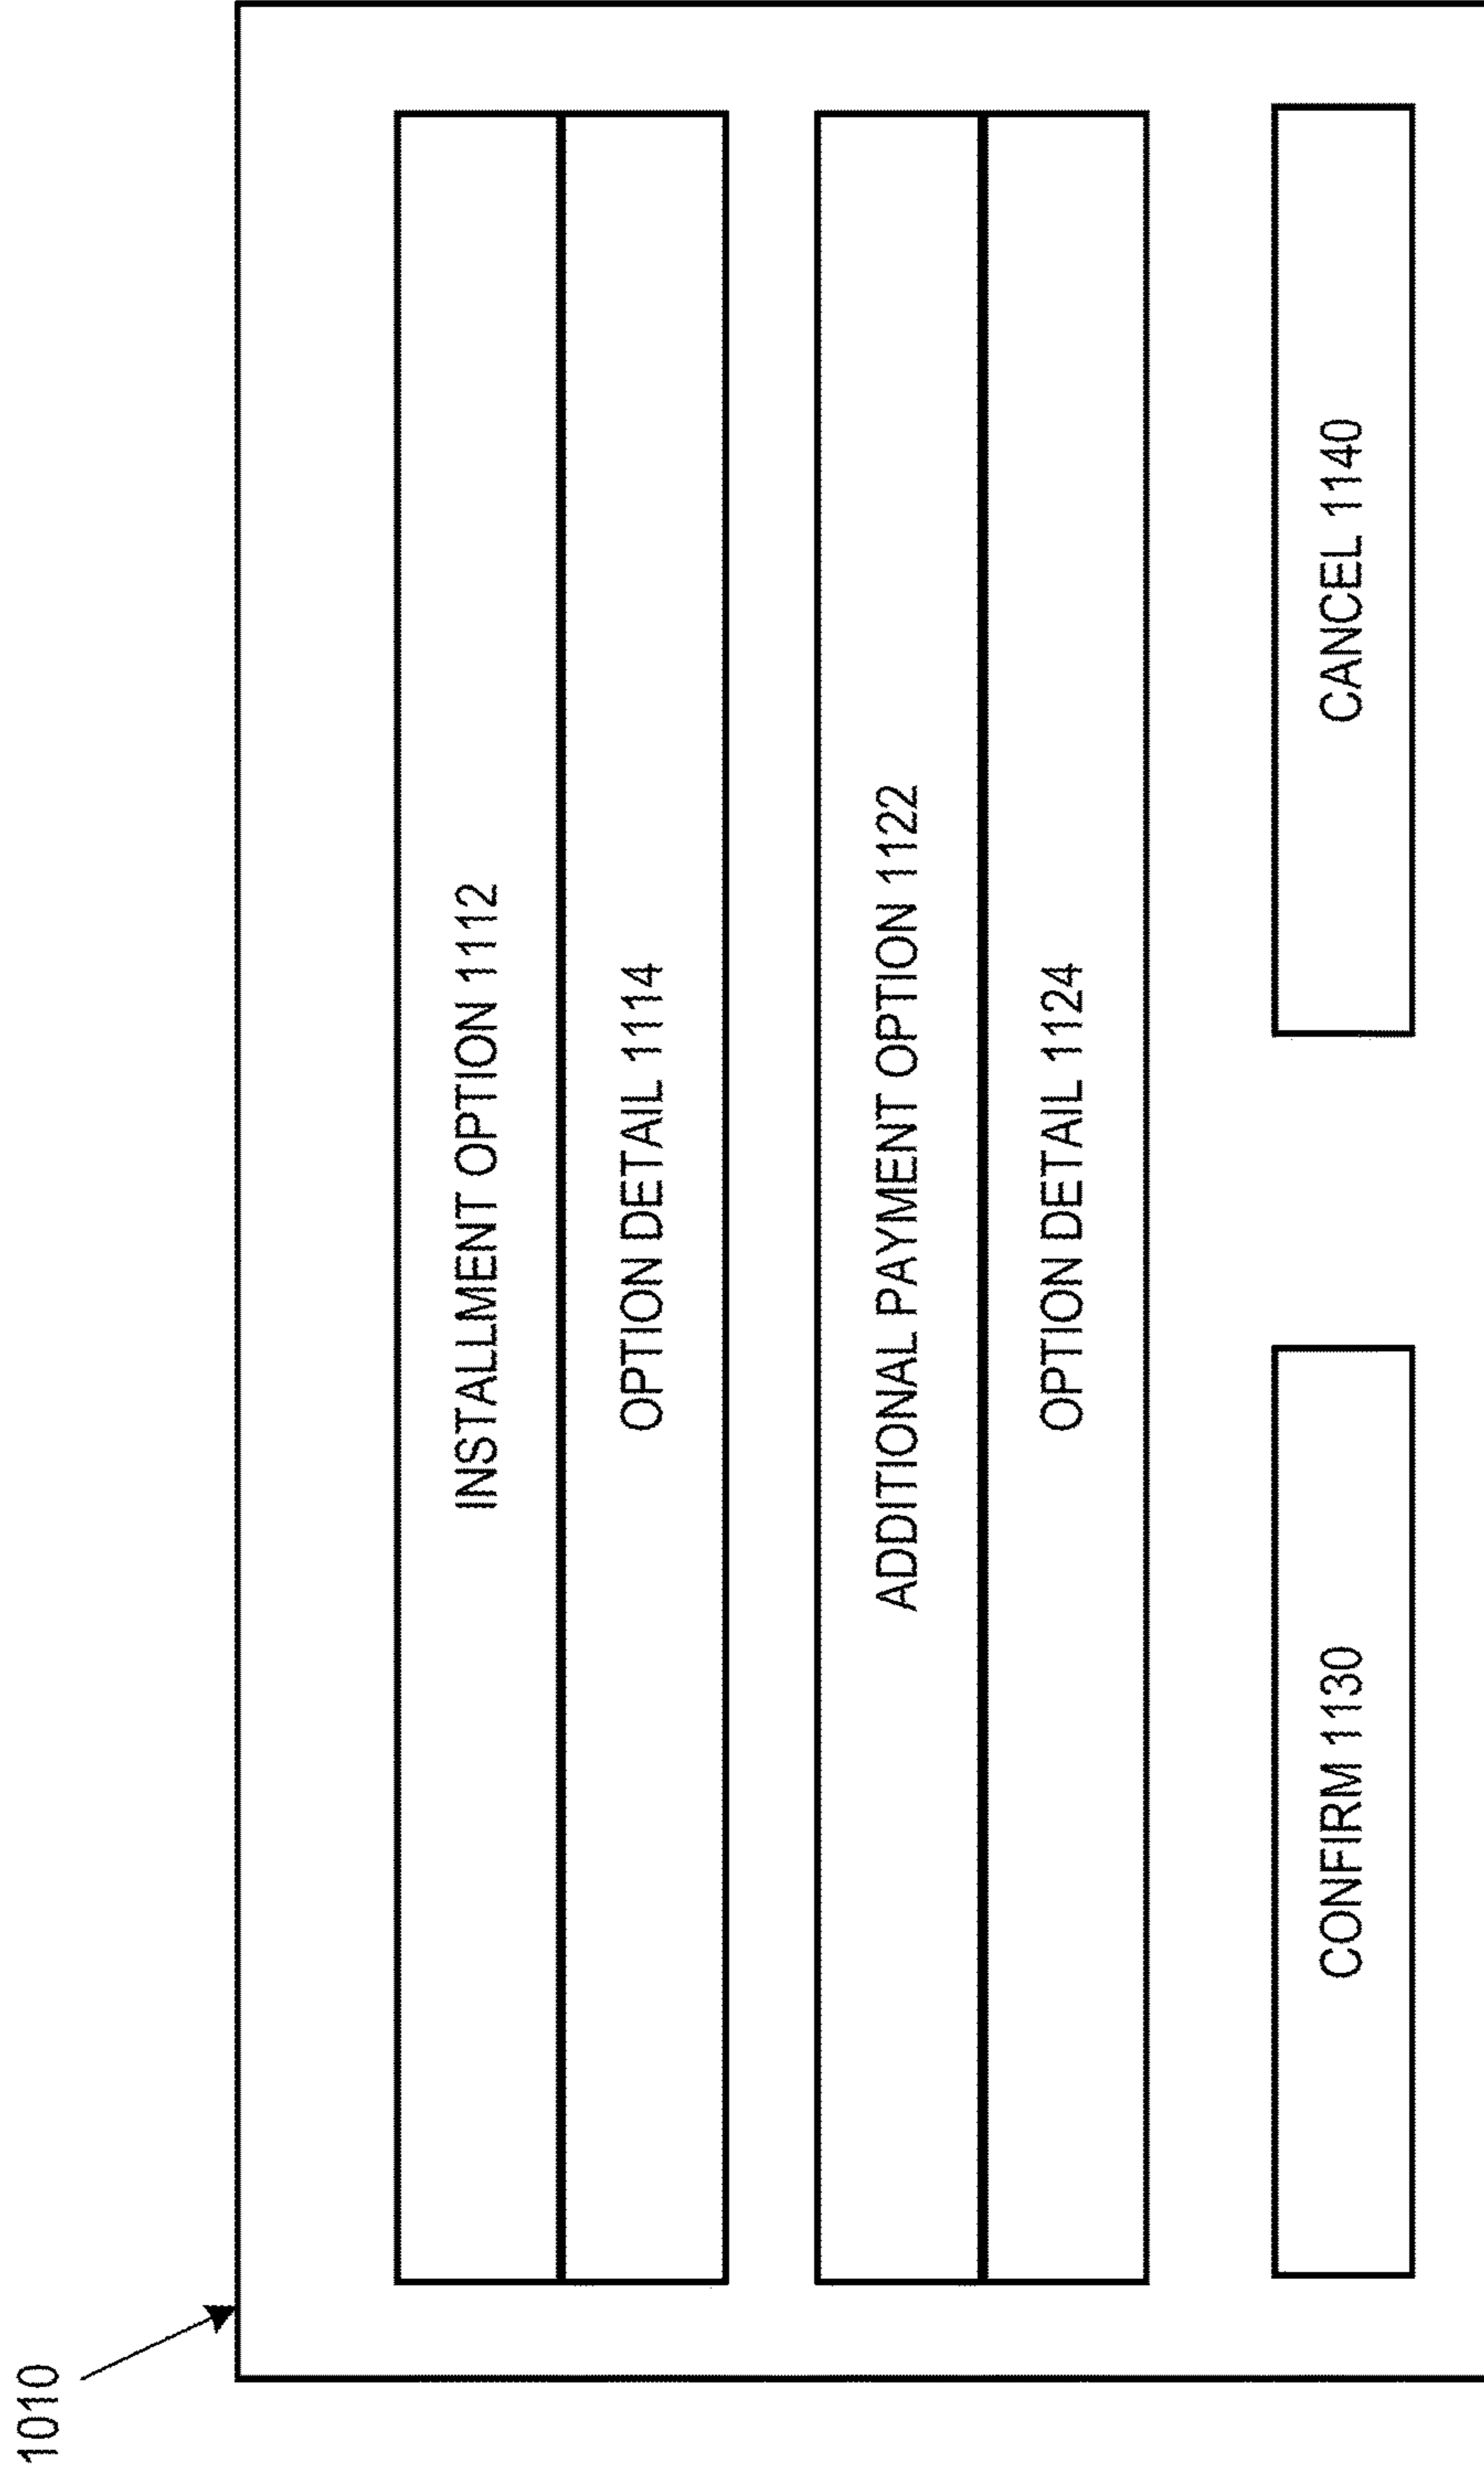 1010
INSTALLMENT OPTION 1112
OPTION DETAIL 1114
ADDITIONAL PAYMENT OPTION 1122
OPTION DETAIL 1124
CONFIRM 1130
CANCEL 1140